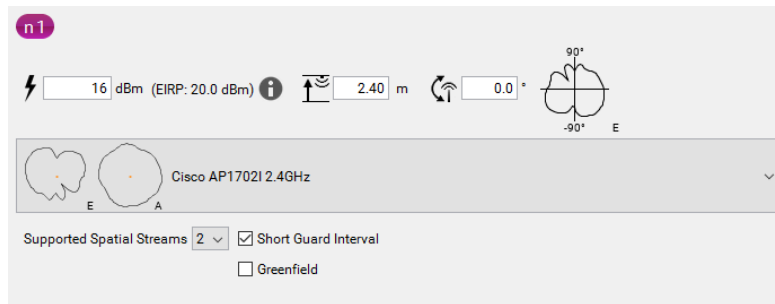 n1
90°
16 dBm (EIRP: 20.0 dBm) i 2.40 m 0.0 °
-90° E
Cisco AP1702I 2.4GHz
E A
Supported Spatial Streams 2 Short Guard Interval
Greenfield